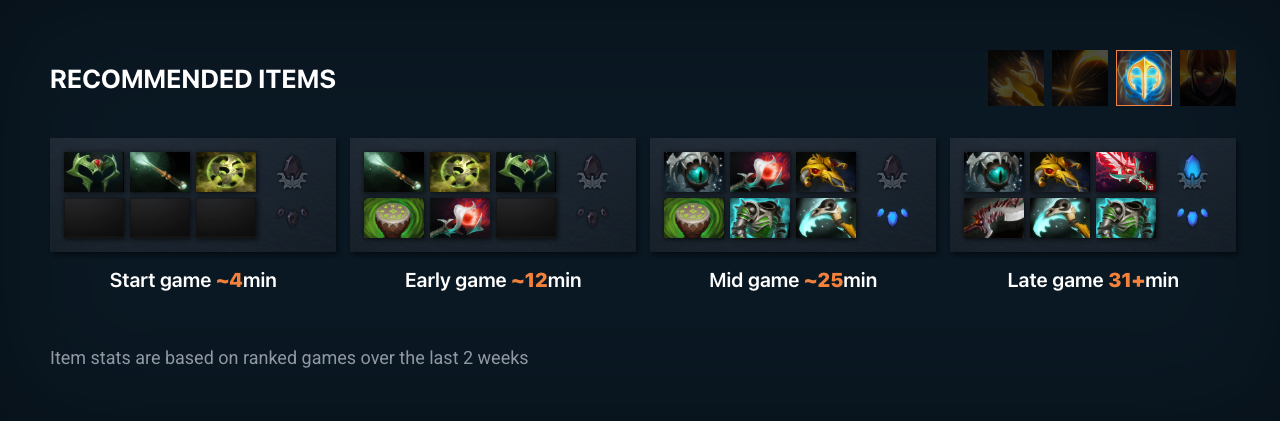 RECOMMENDED ITEMS
Start game ~4min
Early game ~12min
Mid game ~25min
Late game 31+min
Item stats are based on ranked games over the last 2 weeks